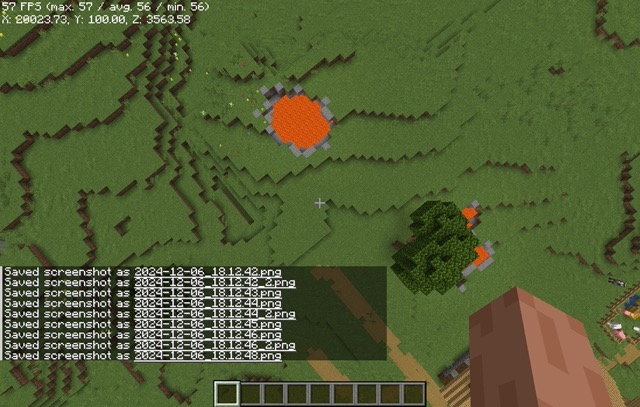 57 FPS (max. 57 / avg. 56 / min. 56)
X: 20023.73, Y: 100.00, Z: 3563.58
Saved screenshot as 2024-12-06_18.12.42.png
Saved screenshot as 2024-12-06_18.12.42_2.png
Saved screenshot as 2024-12-06_18.12.43.png
Saved screenshot as 2024-12-06_18.12.44.png
Saved screenshot as 2024-12-06_18.12.44_2.png
Saved screenshot as 2024-12-06_18.12.45.png
Saved screenshot as 2024-12-06_18.12.46.png
Saved screenshot as 2024-12-06_18.12.46_2.png
Saved screenshot as 2024-12-06_18.12.48.png